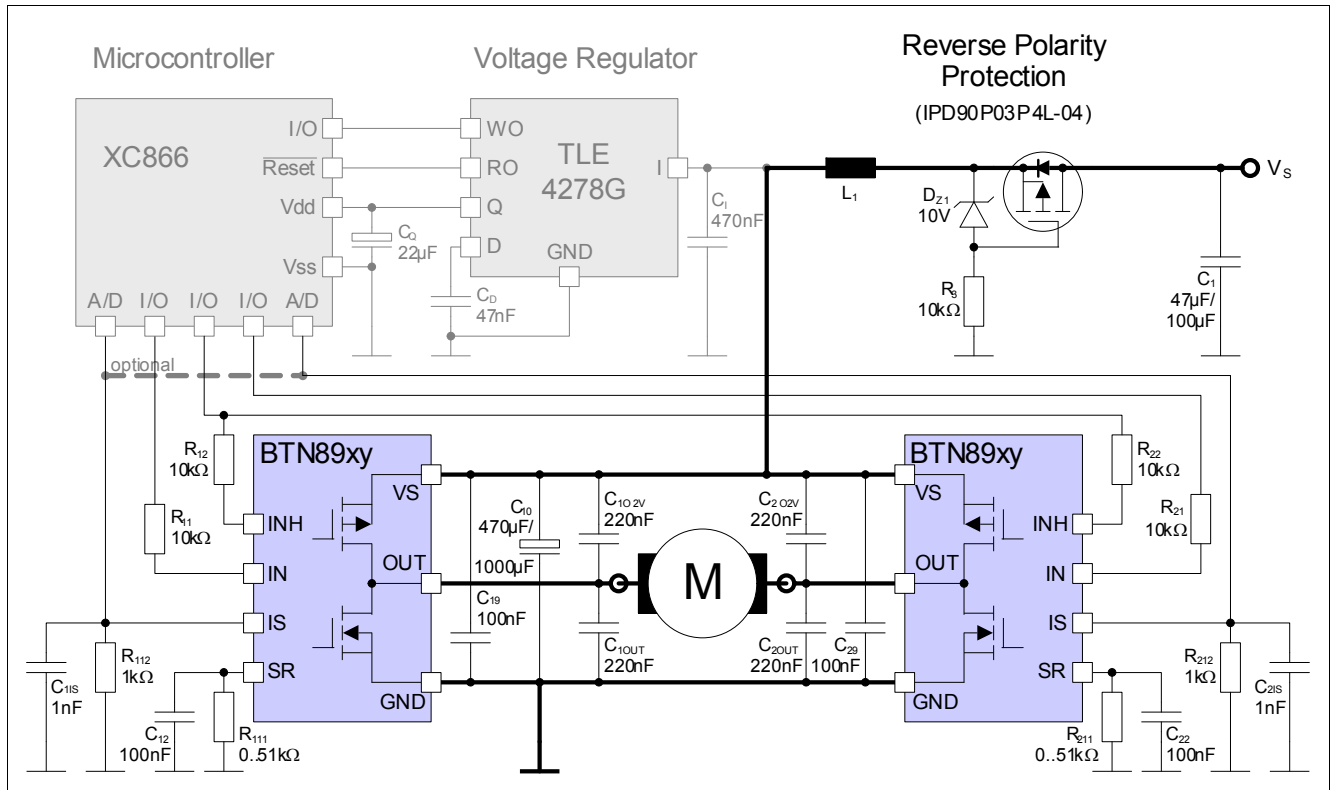 Microcontroller
Voltage Regulator
Reverse Polarity
Protection
(IPD90P03P4L-04)
XC866
I/O
Reset
Vdd
Vss
A/D
I/O
I/O
I/O
A/D
WO
RO
Q
D
GND
I
TLE
4278G
CQ
22µF
CD
47nF
CI
470nF
L1
DZ1
10V
R3
10kΩ
VS
C1
47µF/
100µF
optional
R12
10kΩ
R11
10kΩ
BTN89xy
VS
INH
OUT
IN
IS
SR
GND
C10
470µF/
1000µF
C19
100nF
C1O2V
220nF
C1OUT
220nF
M
C2O2V
220nF
C2OUT
220nF
C29
100nF
BTN89xy
VS
INH
OUT
IN
IS
SR
GND
R22
10kΩ
R21
10kΩ
C1IS
1nF
R112
1kΩ
C12
100nF
R111
0..51kΩ
R212
1kΩ
C2IS
1nF
R211
0..51kΩ
C22
100nF